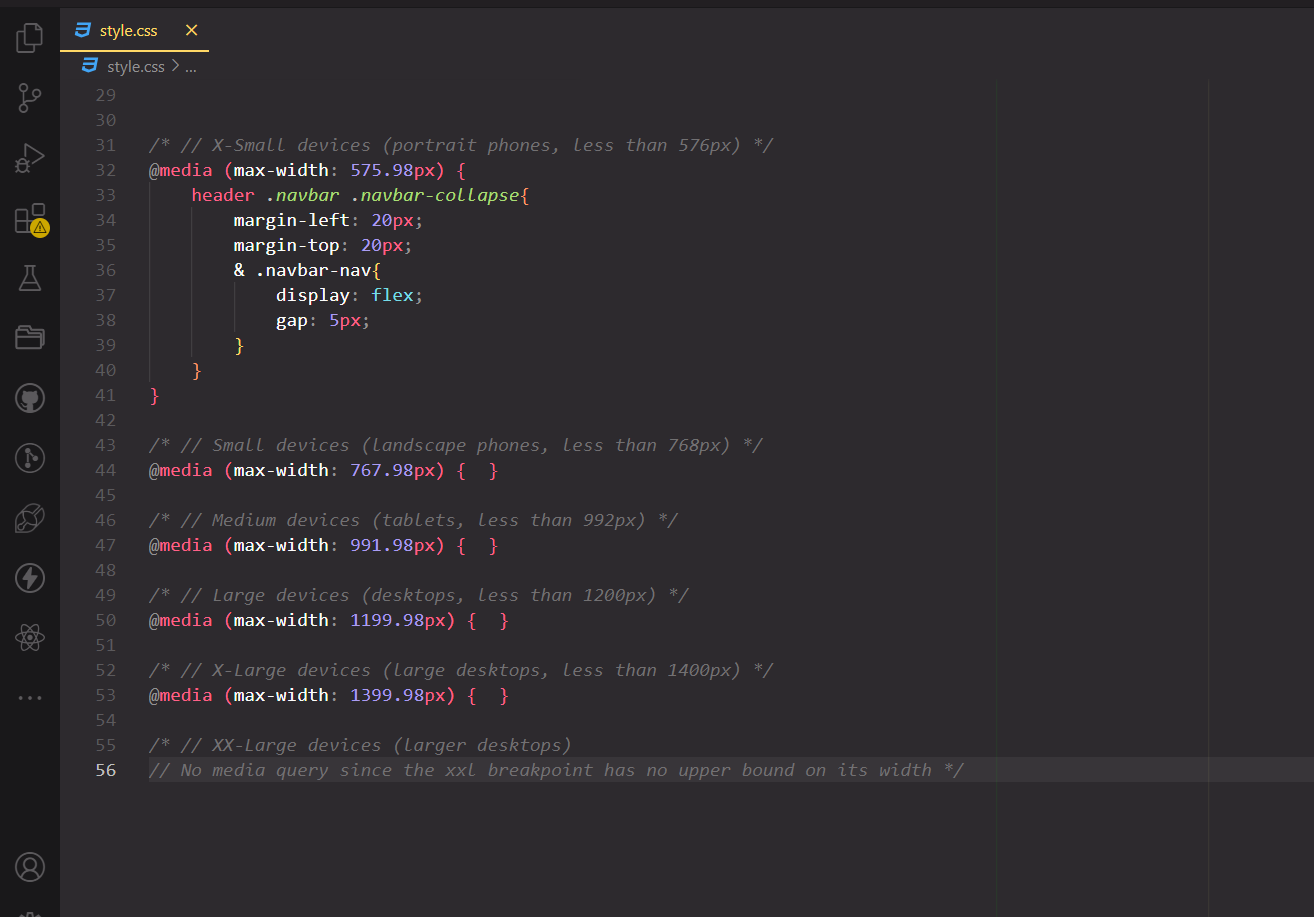 style.css
style.css > ...
29
30
31 /* // X-Small devices (portrait phones, less than 576px) */
32 @media (max-width: 575.98px) {
33     header .navbar .navbar-collapse{
34         margin-left: 20px;
35         margin-top: 20px;
36         & .navbar-nav{
37             display: flex;
38             gap: 5px;
39         }
40     }
41 }
42
43 /* // Small devices (landscape phones, less than 768px) */
44 @media (max-width: 767.98px) {  }
45
46 /* // Medium devices (tablets, less than 992px) */
47 @media (max-width: 991.98px) {  }
48
49 /* // Large devices (desktops, less than 1200px) */
50 @media (max-width: 1199.98px) {  }
51
52 /* // X-Large devices (large desktops, less than 1400px) */
53 @media (max-width: 1399.98px) {  }
54
55 /* // XX-Large devices (larger desktops)
56 // No media query since the xxl breakpoint has no upper bound on its width */